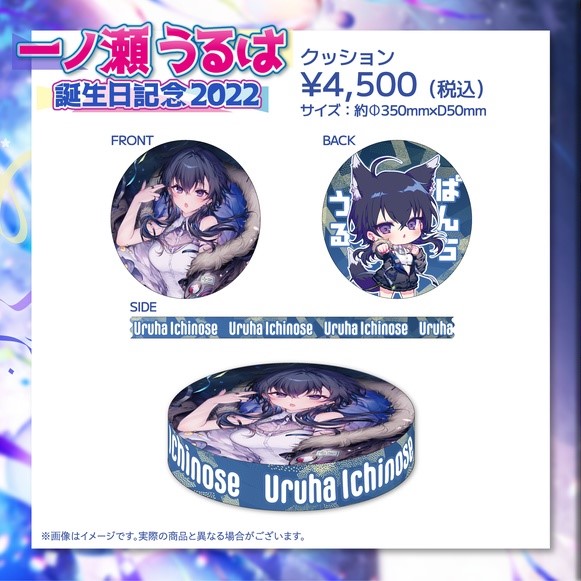 一ノ瀬うるは
誕生日記念2022
クッション
¥4,500（税込）
サイズ：約Φ350mm×D50mm
FRONT
BACK
うる
ぱんら
SIDE
Uruha Ichinose Uruha Ichinose Uruha Ichinose Uruha
Ichinose Uruha Ichinose
※画像はイメージです。実際の商品と異なる場合がございます。